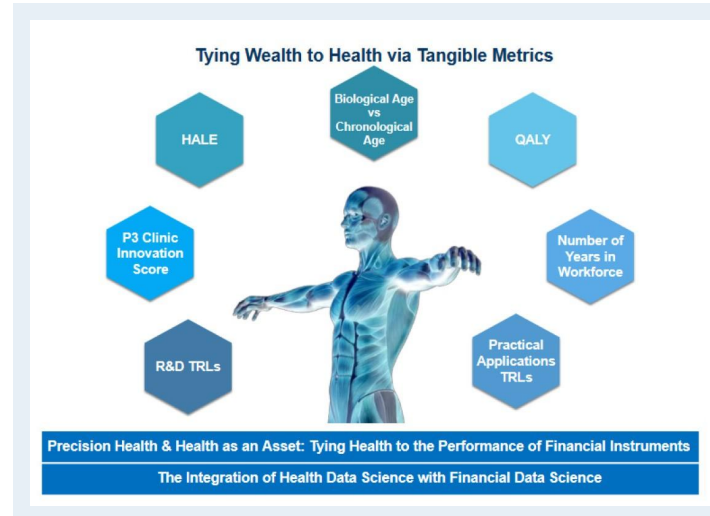 Tying Wealth to Health via Tangible Metrics
Biological Age
vs
Chronological
Age
HALE
QALY
P3 Clinic
Innovation
Score
Number of
Years in
Workforce
R&D TRLs
Practical
Applications
TRLs
Precision Health & Health as an Asset: Tying Health to the Performance of Financial Instruments
The Integration of Health Data Science with Financial Data Science